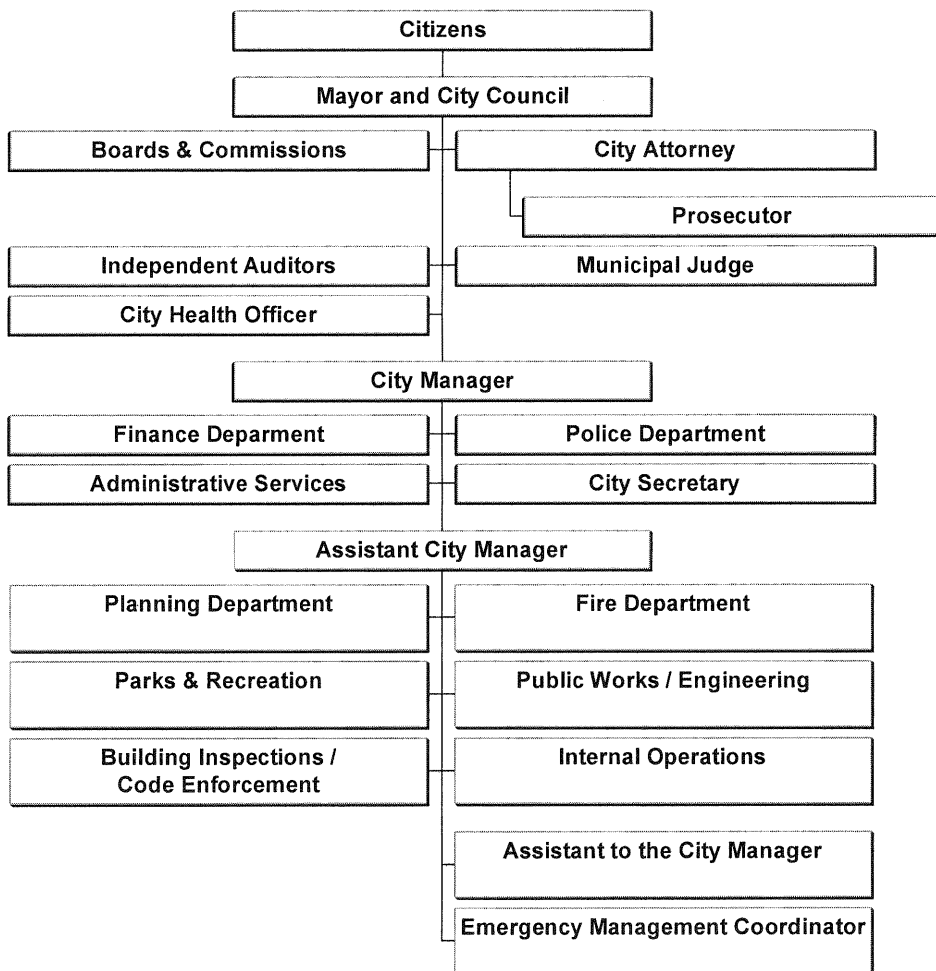 Citizens
Mayor and City Council
Boards & Commissions
City Attorney
Prosecutor
Independent Auditors
Municipal Judge
City Health Officer
City Manager
Finance Deparment
Police Department
Administrative Services
City Secretary
Assistant City Manager
Planning Department
Fire Department
Parks & Recreation
Public Works / Engineering
Building Inspections /
Code Enforcement
Internal Operations
Assistant to the City Manager
Emergency Management Coordinator